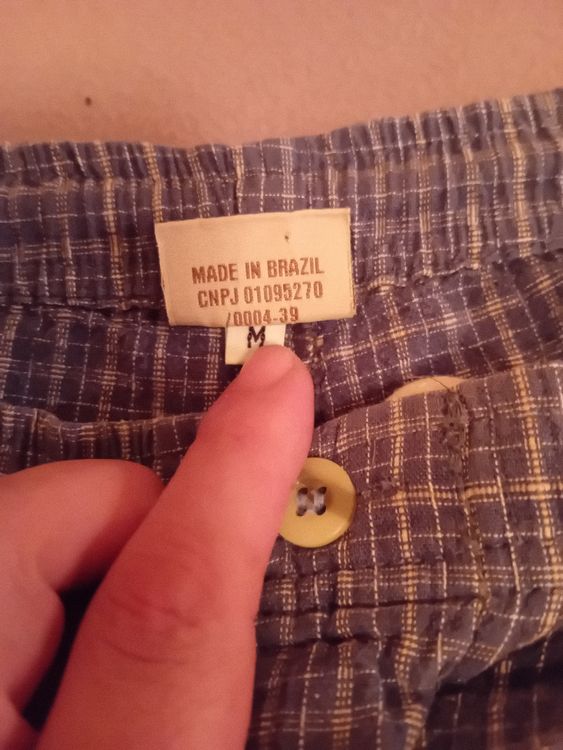 MADE IN BRAZIL
CNPJ 01095270
/0004-39
M